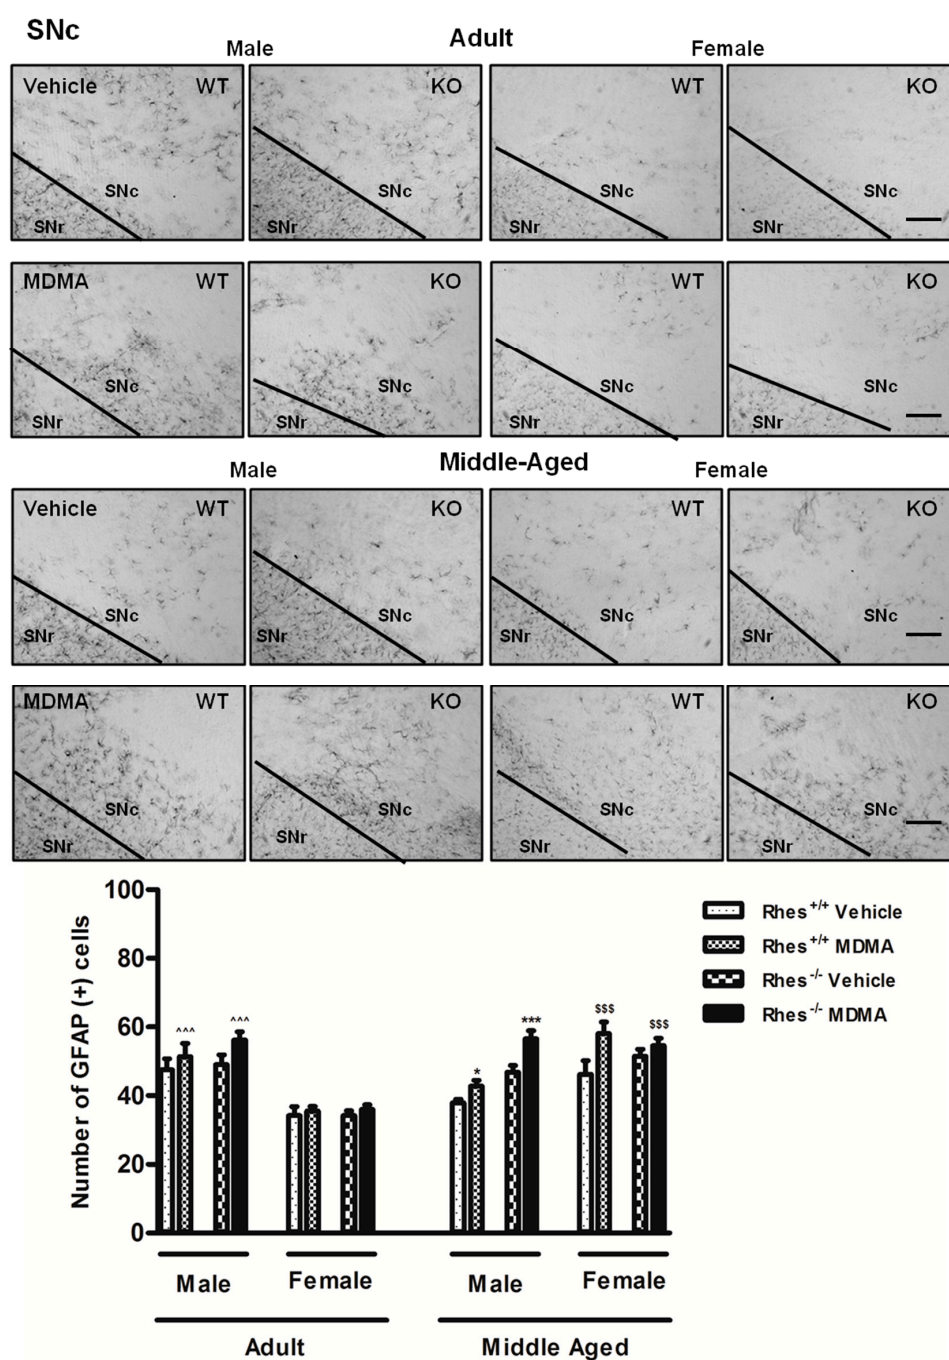 SNc
Male Adult Female
Vehicle WT KO WT KO
SNc SNc SNc SNc
SNr SNr SNr SNr
MDMA WT KO WT KO
SNc SNc SNc SNc
SNr SNr SNr SNr
Male Middle-Aged Female
Vehicle WT KO WT KO
SNc SNc SNc SNc
SNr SNr SNr SNr
MDMA WT KO WT KO
SNc SNc SNc SNc
SNr SNr SNr SNr
Number of GFAP (+) cells
100
80
60
40
20
0
^^^ ^^^ * *** $$$ $$$
Rhes+/+ Vehicle
Rhes+/+ MDMA
Rhes-/- Vehicle
Rhes-/- MDMA
Male Female Male Female
Adult Middle Aged